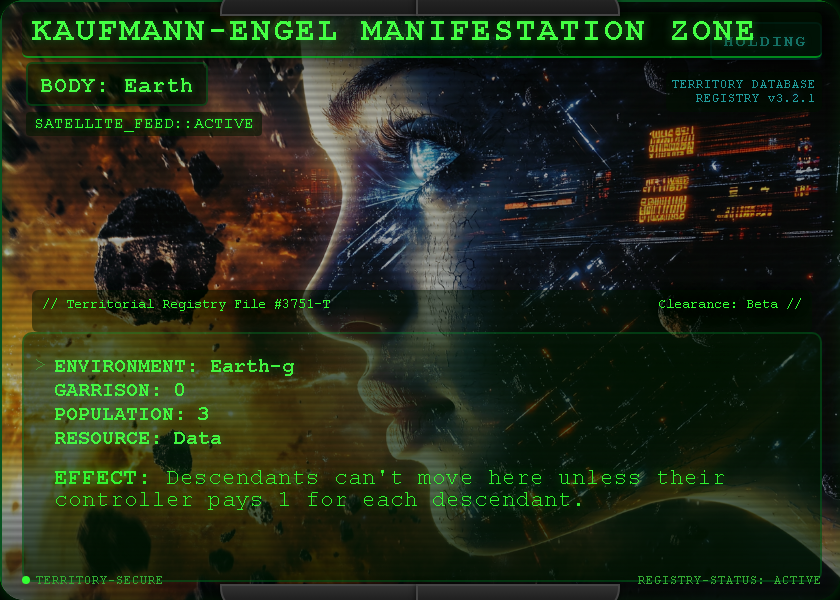 KAUFMANN-ENGEL MANIFESTATION ZONE
HOLDING
BODY: Earth
TERRITORY DATABASE
REGISTRY v3.2.1
SATELLITE_FEED::ACTIVE
// Territorial Registry File #3751-T
Clearance: Beta //
> ENVIRONMENT: Earth-g
GARRISON: 0
POPULATION: 3
RESOURCE: Data
EFFECT: Descendants can't move here unless their
controller pays 1 for each descendant.
TERRITORY-SECURE
REGISTRY-STATUS: ACTIVE